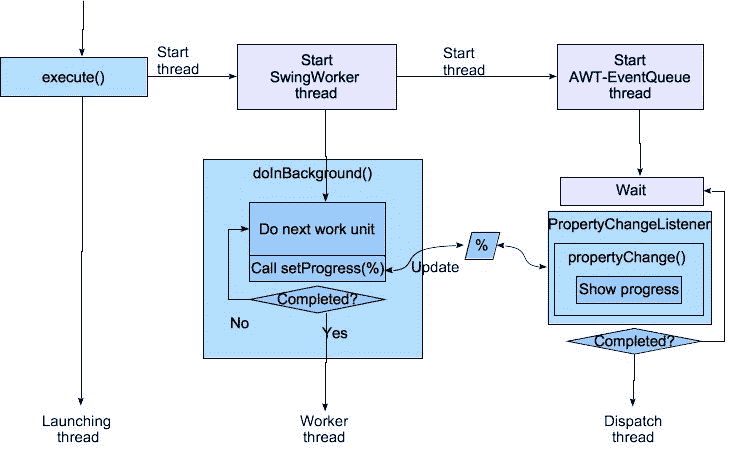 Start
thread
execute()
Start
SwingWorker
thread
Start
thread
Start
AWT-EventQueue
thread
doInBackground()
Do next work unit
Call setProgress(%)
Completed?
No
Yes
Update
%
Wait
PropertyChangeListener
propertyChange()
Show progress
Completed?
Launching
thread
Worker
thread
Dispatch
thread